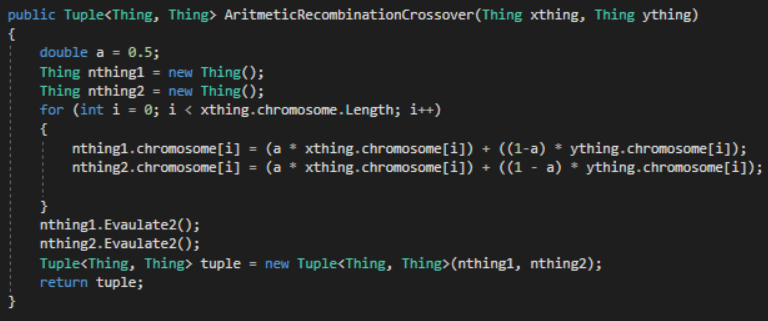 public Tuple<Thing, Thing> AritmeticRecombinationCrossover(Thing xthing, Thing ything)
{
double a = 0.5;
Thing nthing1 = new Thing();
Thing nthing2 = new Thing();
for (int i = 0; i < xthing.chromosome.Length; i++)
{
nthing1.chromosome[i] = (a * xthing.chromosome[i]) + ((1-a) * ything.chromosome[i]);
nthing2.chromosome[i] = (a * xthing.chromosome[i]) + ((1 - a) * ything.chromosome[i]);
}
nthing1.Evaulate2();
nthing2.Evaulate2();
Tuple<Thing, Thing> tuple = new Tuple<Thing, Thing>(nthing1, nthing2);
return tuple;
}